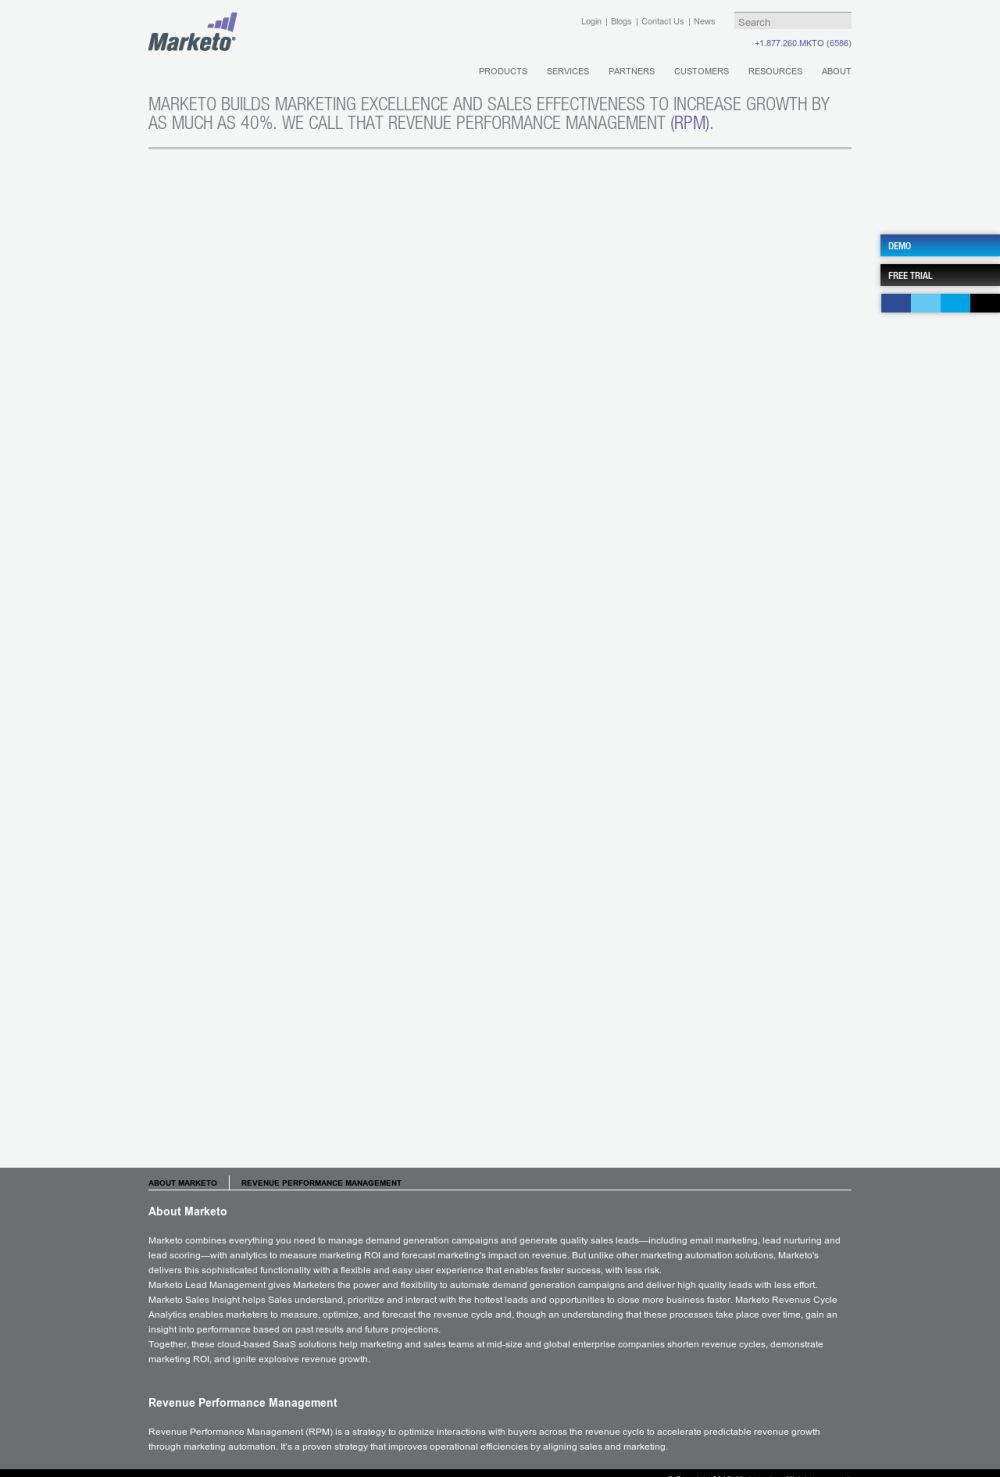 Marketo
Login | Blogs | Contact Us | News
Search
+1.877.260.MKTO (6586)
PRODUCTS SERVICES PARTNERS CUSTOMERS RESOURCES ABOUT
MARKETO BUILDS MARKETING EXCELLENCE AND SALES EFFECTIVENESS TO INCREASE GROWTH BY
AS MUCH AS 40%. WE CALL THAT REVENUE PERFORMANCE MANAGEMENT (RPM).
DEMO
FREE TRIAL
ABOUT MARKETO
REVENUE PERFORMANCE MANAGEMENT
About Marketo
Marketo combines everything you need to manage demand generation campaigns and generate quality sales leads—including email marketing, lead nurturing and
lead scoring—with analytics to measure marketing ROI and forecast marketing's impact on revenue. But unlike other marketing automation solutions, Marketo's
delivers this sophisticated functionality with a flexible and easy user experience that enables faster success, with less risk.
Marketo Lead Management gives Marketers the power and flexibility to automate demand generation campaigns and deliver high quality leads with less effort.
Marketo Sales Insight helps Sales understand, prioritize and interact with the hottest leads and opportunities to close more business faster. Marketo Revenue Cycle
Analytics enables marketers to measure, optimize, and forecast the revenue cycle and, though an understanding that these processes take place over time, gain an
insight into performance based on past results and future projections.
Together, these cloud-based SaaS solutions help marketing and sales teams at mid-size and global enterprise companies shorten revenue cycles, demonstrate
marketing ROI, and ignite explosive revenue growth.
Revenue Performance Management
Revenue Performance Management (RPM) is a strategy to optimize interactions with buyers across the revenue cycle to accelerate predictable revenue growth
through marketing automation. It's a proven strategy that improves operational efficiencies by aligning sales and marketing.